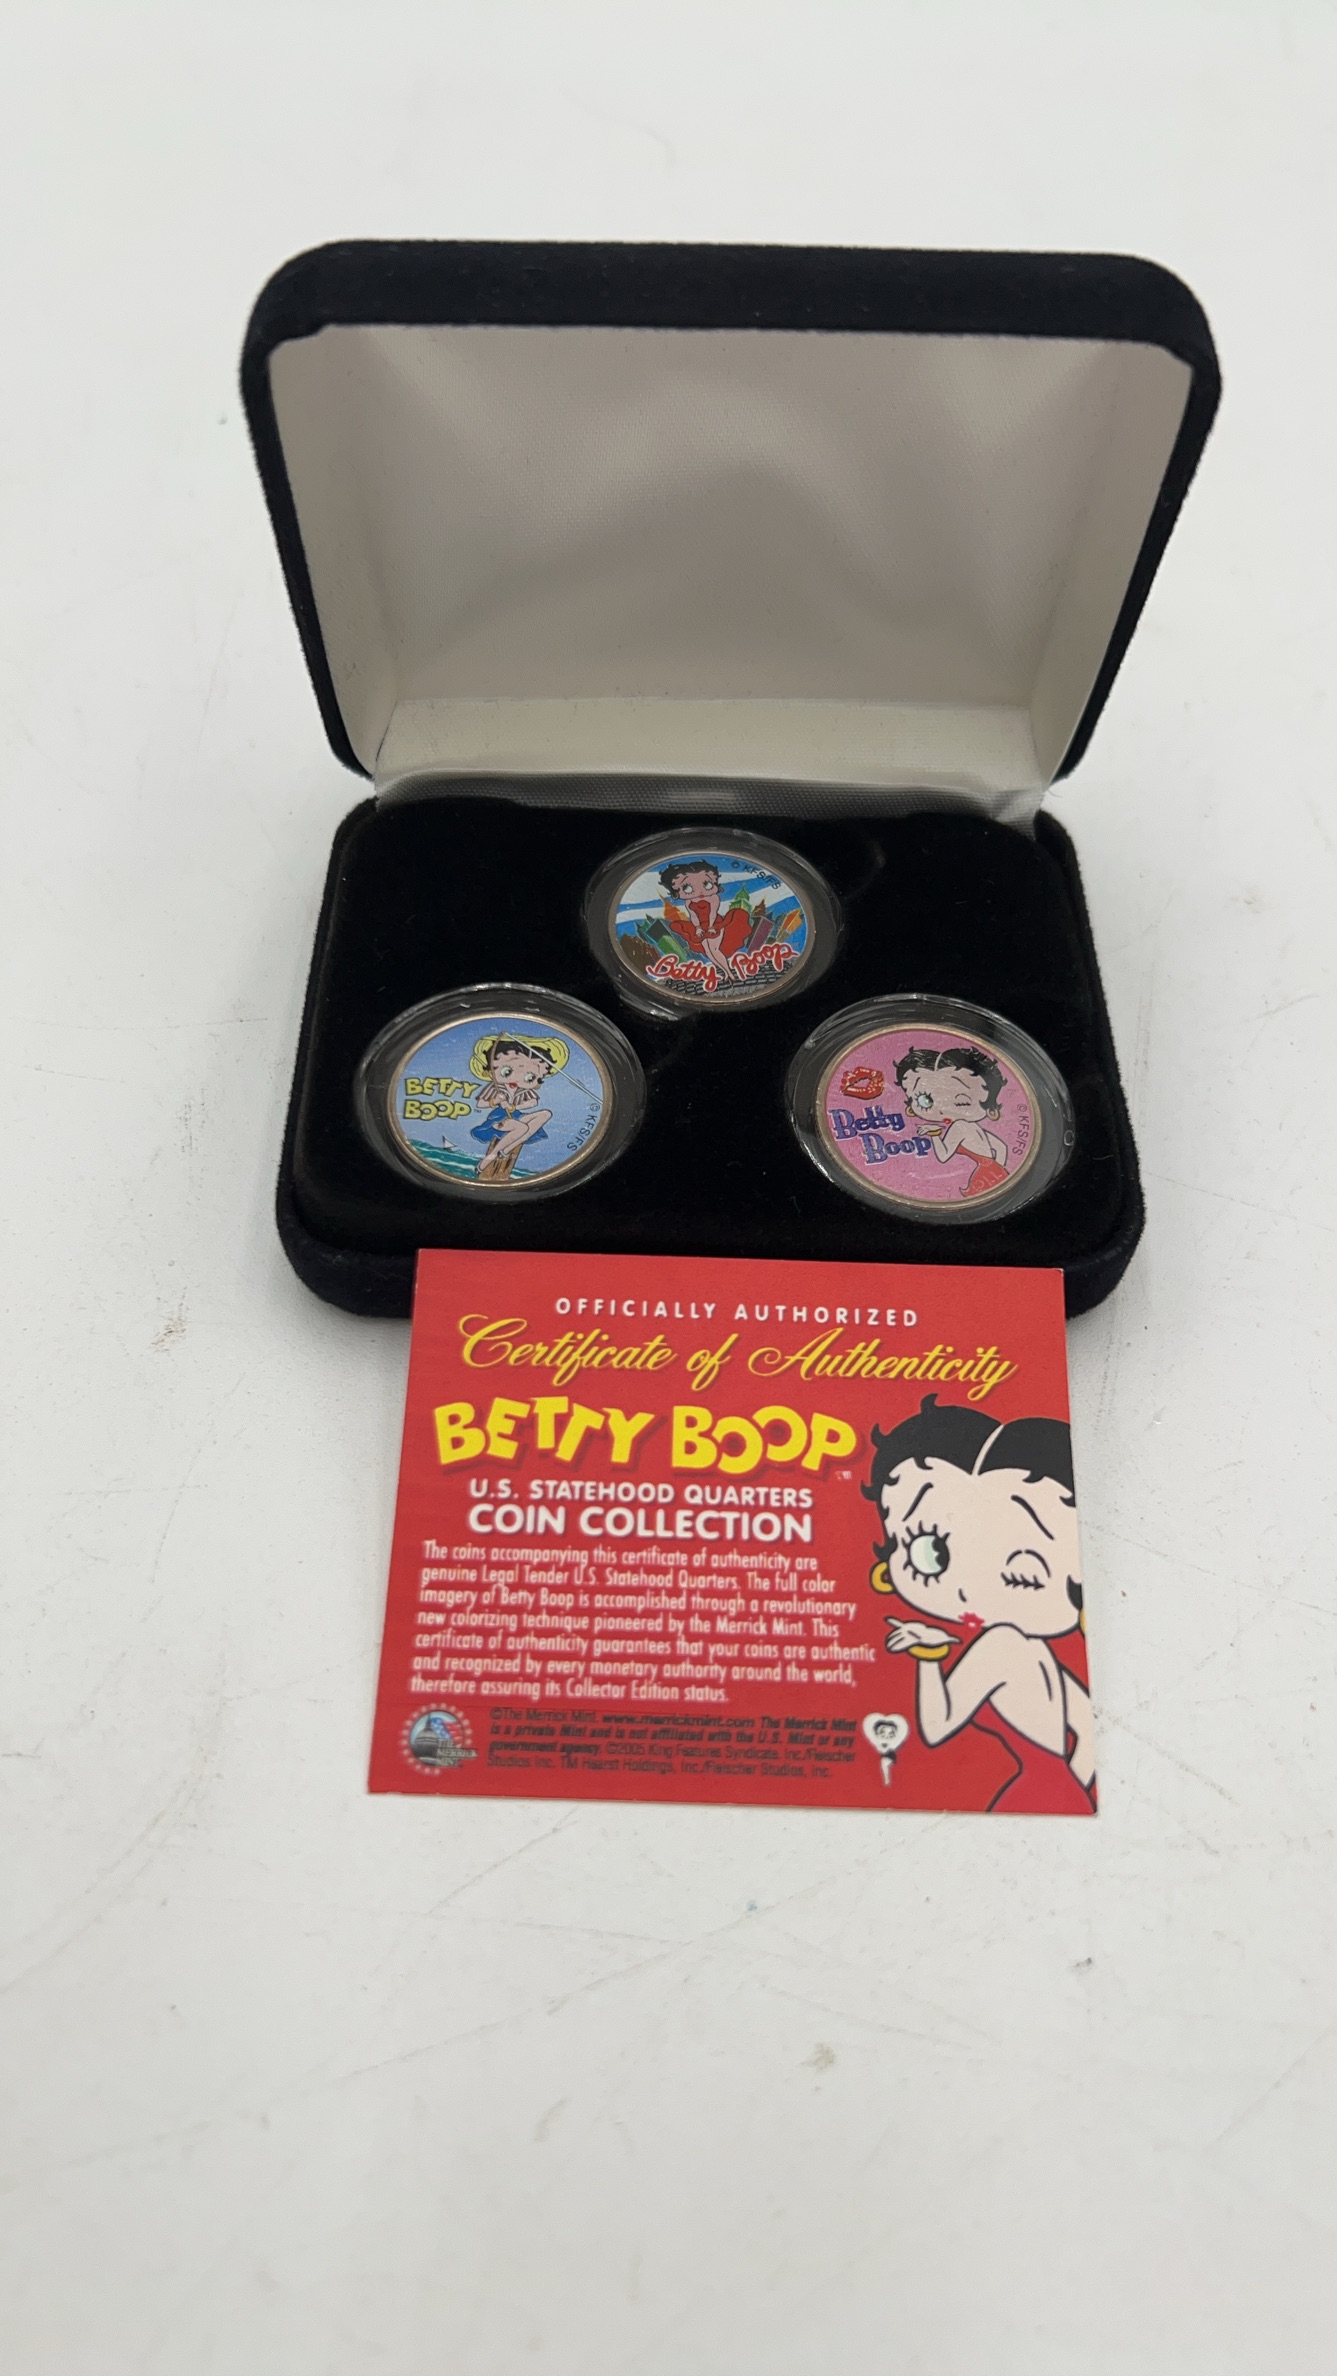 © KFS/FS
Betty Boop
BETTY
BOOP™
© KFS/FS
Betty
Boop
© KFS/FS
OFFICIALLY AUTHORIZED
Certificate of Authenticity
BETTY BOOP™
U.S. STATEHOOD QUARTERS
COIN COLLECTION
The coins accompanying this certificate of authenticity are
genuine Legal Tender U.S. Statehood Quarters. The full color
imagery of Betty Boop is accomplished through a revolutionary
new colorizing technique pioneered by the Merrick Mint. This
certificate of authenticity guarantees that your coins are authentic
and recognized by every monetary authority around the world,
therefore assuring its Collector Edition status.
©The Merrick Mint. www.merrickmint.com The Merrick Mint
is a private Mint and is not affiliated with the U.S. Mint or any
government agency. ©2005 King Features Syndicate, Inc./Fleischer
Studios Inc. TM Hearst Holdings, Inc./Fleischer Studios, Inc.
MERRICK
MINT